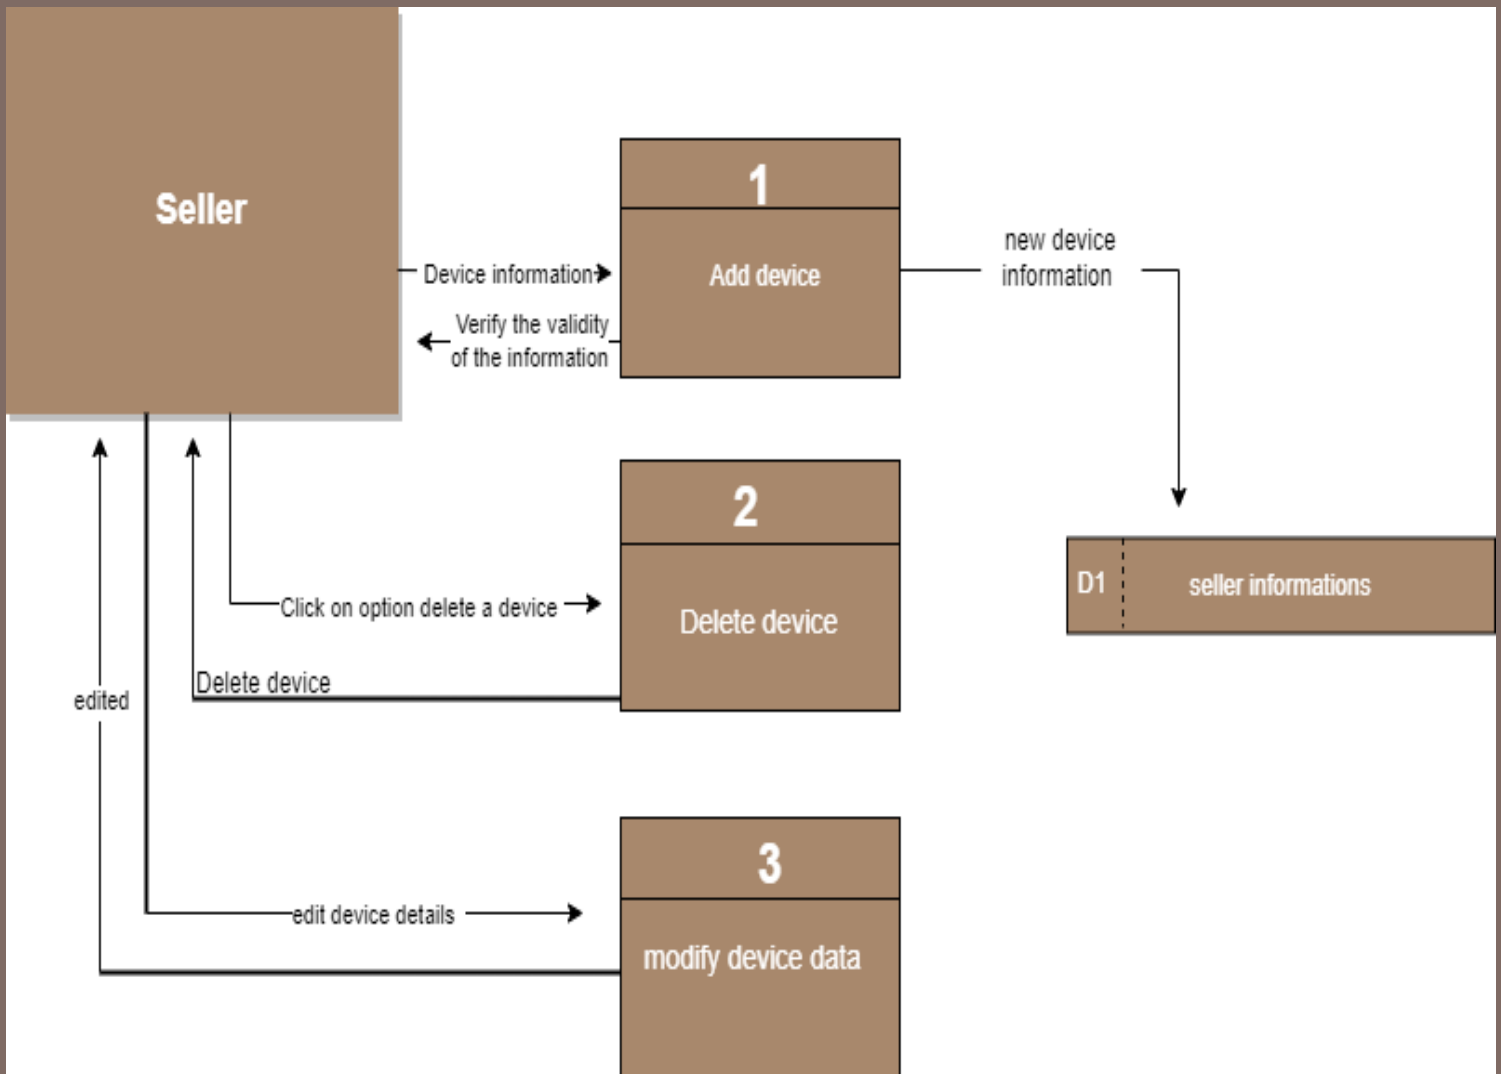 Seller
1
Add device
Device information
Verify the validity
of the information
new device
information
2
Delete device
Click on option delete a device
Delete device
D1
seller informations
edited
3
modify device data
edit device details